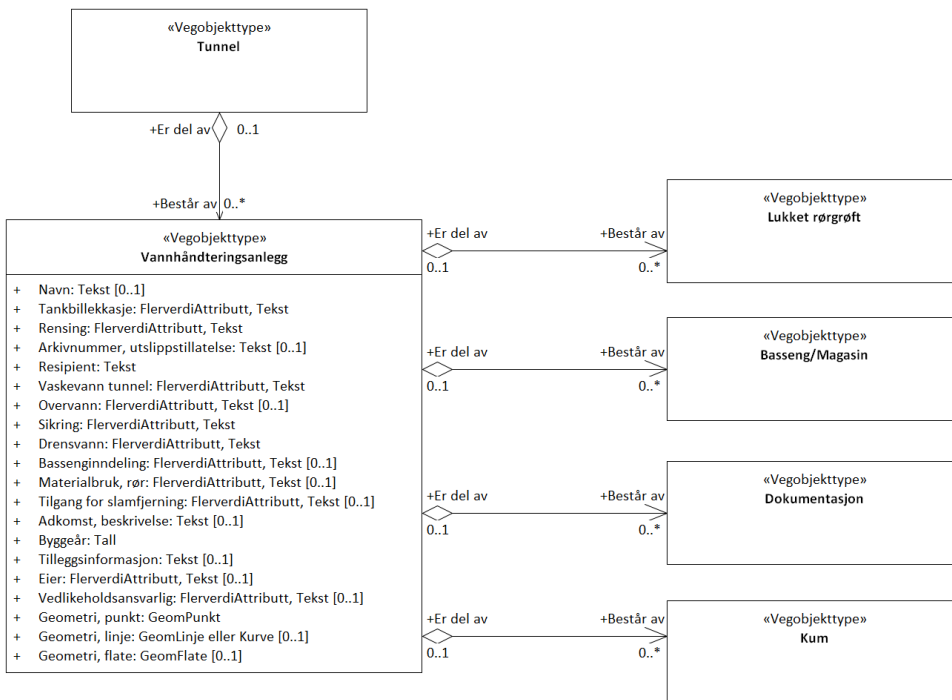 «Vegobjekttype»
Tunnel
+Er del av 0..1
+Består av 0..*
«Vegobjekttype»
Vannhåndteringsanlegg
+ Navn: Tekst [0..1]
+ Tankbillekkasje: FlerverdiAttributt, Tekst
+ Rensing: FlerverdiAttributt, Tekst
+ Arkivnummer, utslippstillatelse: Tekst [0..1]
+ Resipient: Tekst
+ Vaskevann tunnel: FlerverdiAttributt, Tekst
+ Overvann: FlerverdiAttributt, Tekst [0..1]
+ Sikring: FlerverdiAttributt, Tekst
+ Drensvann: FlerverdiAttributt, Tekst
+ Bassenginndeling: FlerverdiAttributt, Tekst [0..1]
+ Materialbruk, rør: FlerverdiAttributt, Tekst [0..1]
+ Tilgang for slamfjerning: FlerverdiAttributt, Tekst [0..1]
+ Adkomst, beskrivelse: Tekst [0..1]
+ Byggeår: Tall
+ Tilleggsinformasjon: Tekst [0..1]
+ Eier: FlerverdiAttributt, Tekst [0..1]
+ Vedlikeholdsansvarlig: FlerverdiAttributt, Tekst [0..1]
+ Geometri, punkt: GeomPunkt
+ Geometri, linje: GeomLinje eller Kurve [0..1]
+ Geometri, flate: GeomFlate [0..1]
+Er del av +Består av
0..1 0..*
«Vegobjekttype»
Lukket rørgrøft
+Er del av +Består av
0..1 0..*
«Vegobjekttype»
Basseng/Magasin
+Er del av +Består av
0..1 0..*
«Vegobjekttype»
Dokumentasjon
+Er del av +Består av
0..1 0..*
«Vegobjekttype»
Kum